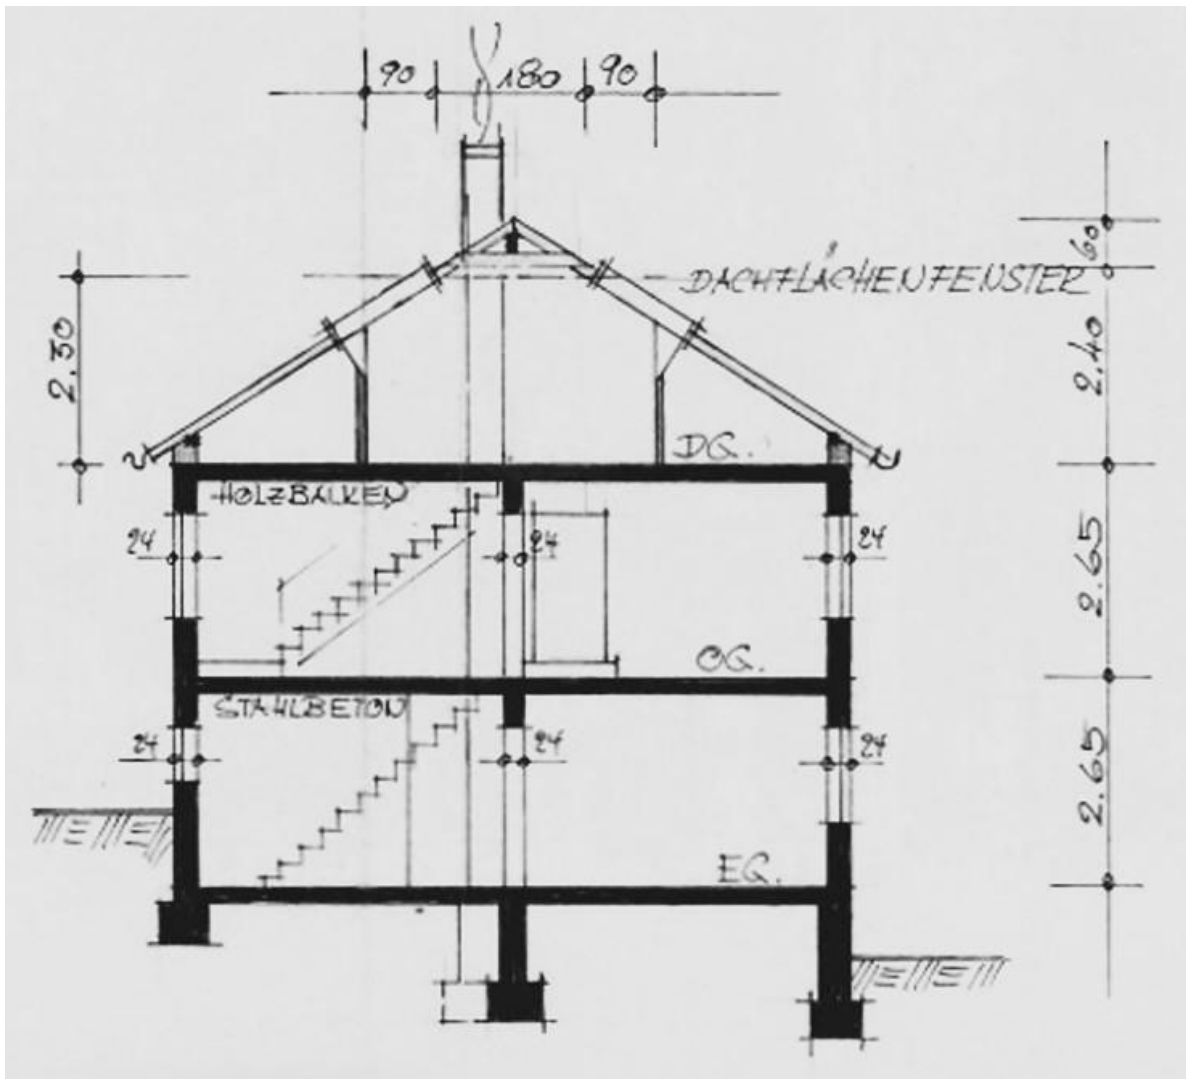 90 180 90
60
DACHFLÄCHENFENSTER
2.30
2.40
DG.
HOLZBALKEN
24 24 24
2.65
OG.
STAHLBETON
24 24 24
2.65
EG.